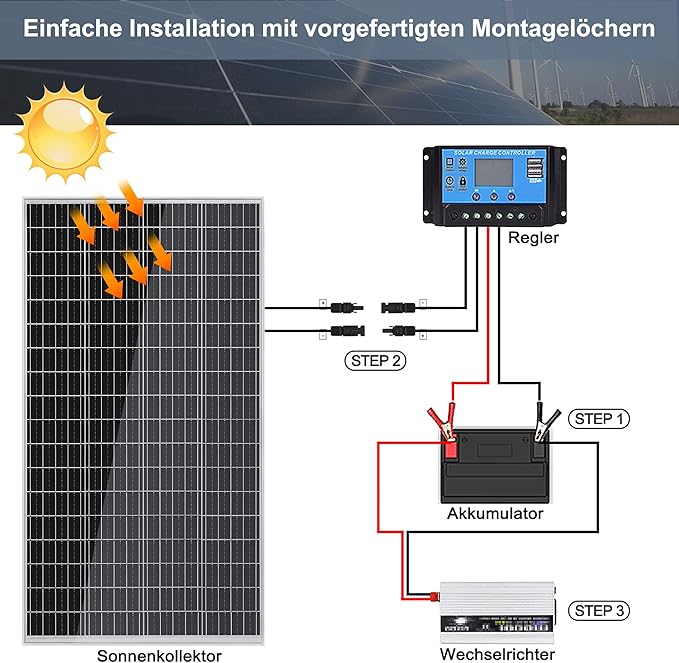 Einfache Installation mit vorgefertigten Montagelöchern
SOLAR CHARGE CONTROLLER
Regler
STEP 2
STEP 1
Akkumulator
STEP 3
Sonnenkollektor
Wechselrichter